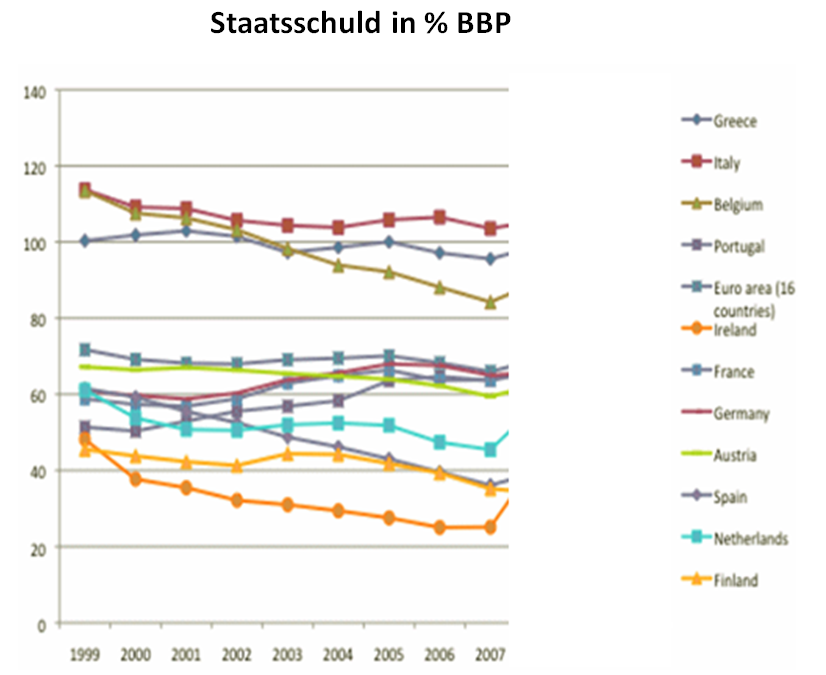 Staatsschuld in % BBP
140
120
100
80
60
40
20
0
1999 2000 2001 2002 2003 2004 2005 2006 2007
Greece
Italy
Belgium
Portugal
Euro area (16
countries)
Ireland
France
Germany
Austria
Spain
Netherlands
Finland